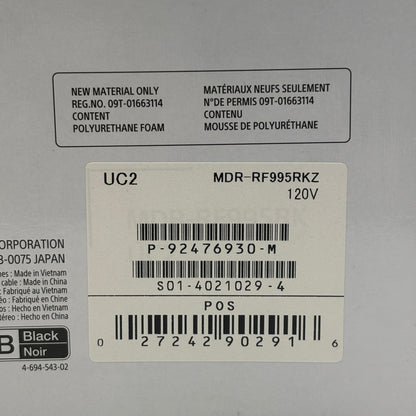 NEW MATERIAL ONLY
REG.NO. 09T-01663114
CONTENT
POLYURETHANE FOAM
MATÉRIAUX NEUFS SEULEMENT
N°DE PERMIS 09T-01663114
CONTENU
MOUSSE DE POLYURÉTHANE
UC2 MDR-RF995RKZ
120V
MDR-RF995RK
P-92476930-M
S01-4021029-4
POS
0 27242 90291 6
ORPORATION
-0075 JAPAN
: Made in Vietnam
cable : Made in China
: Fabriqué au Vietnam
: Fabriqué en Chine
: Hecho en Vietnam
: Hecho en China
B Black
Noir
4-694-543-02